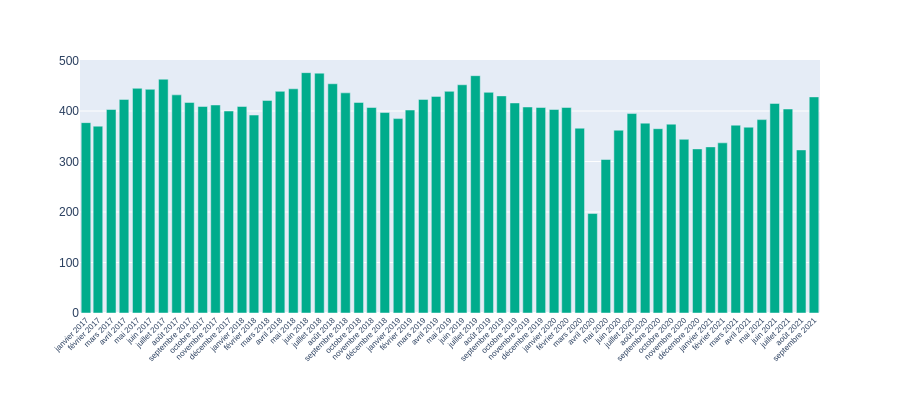 500
400
300
200
100
0
janvier 2017
février 2017
mars 2017
avril 2017
mai 2017
juin 2017
juillet 2017
août 2017
septembre 2017
octobre 2017
novembre 2017
décembre 2017
janvier 2018
février 2018
mars 2018
avril 2018
mai 2018
juin 2018
juillet 2018
août 2018
septembre 2018
octobre 2018
novembre 2018
décembre 2018
janvier 2019
février 2019
mars 2019
avril 2019
mai 2019
juin 2019
juillet 2019
août 2019
septembre 2019
octobre 2019
novembre 2019
décembre 2019
janvier 2020
février 2020
mars 2020
avril 2020
mai 2020
juin 2020
juillet 2020
août 2020
septembre 2020
octobre 2020
novembre 2020
décembre 2020
janvier 2021
février 2021
mars 2021
avril 2021
mai 2021
juin 2021
juillet 2021
août 2021
septembre 2021